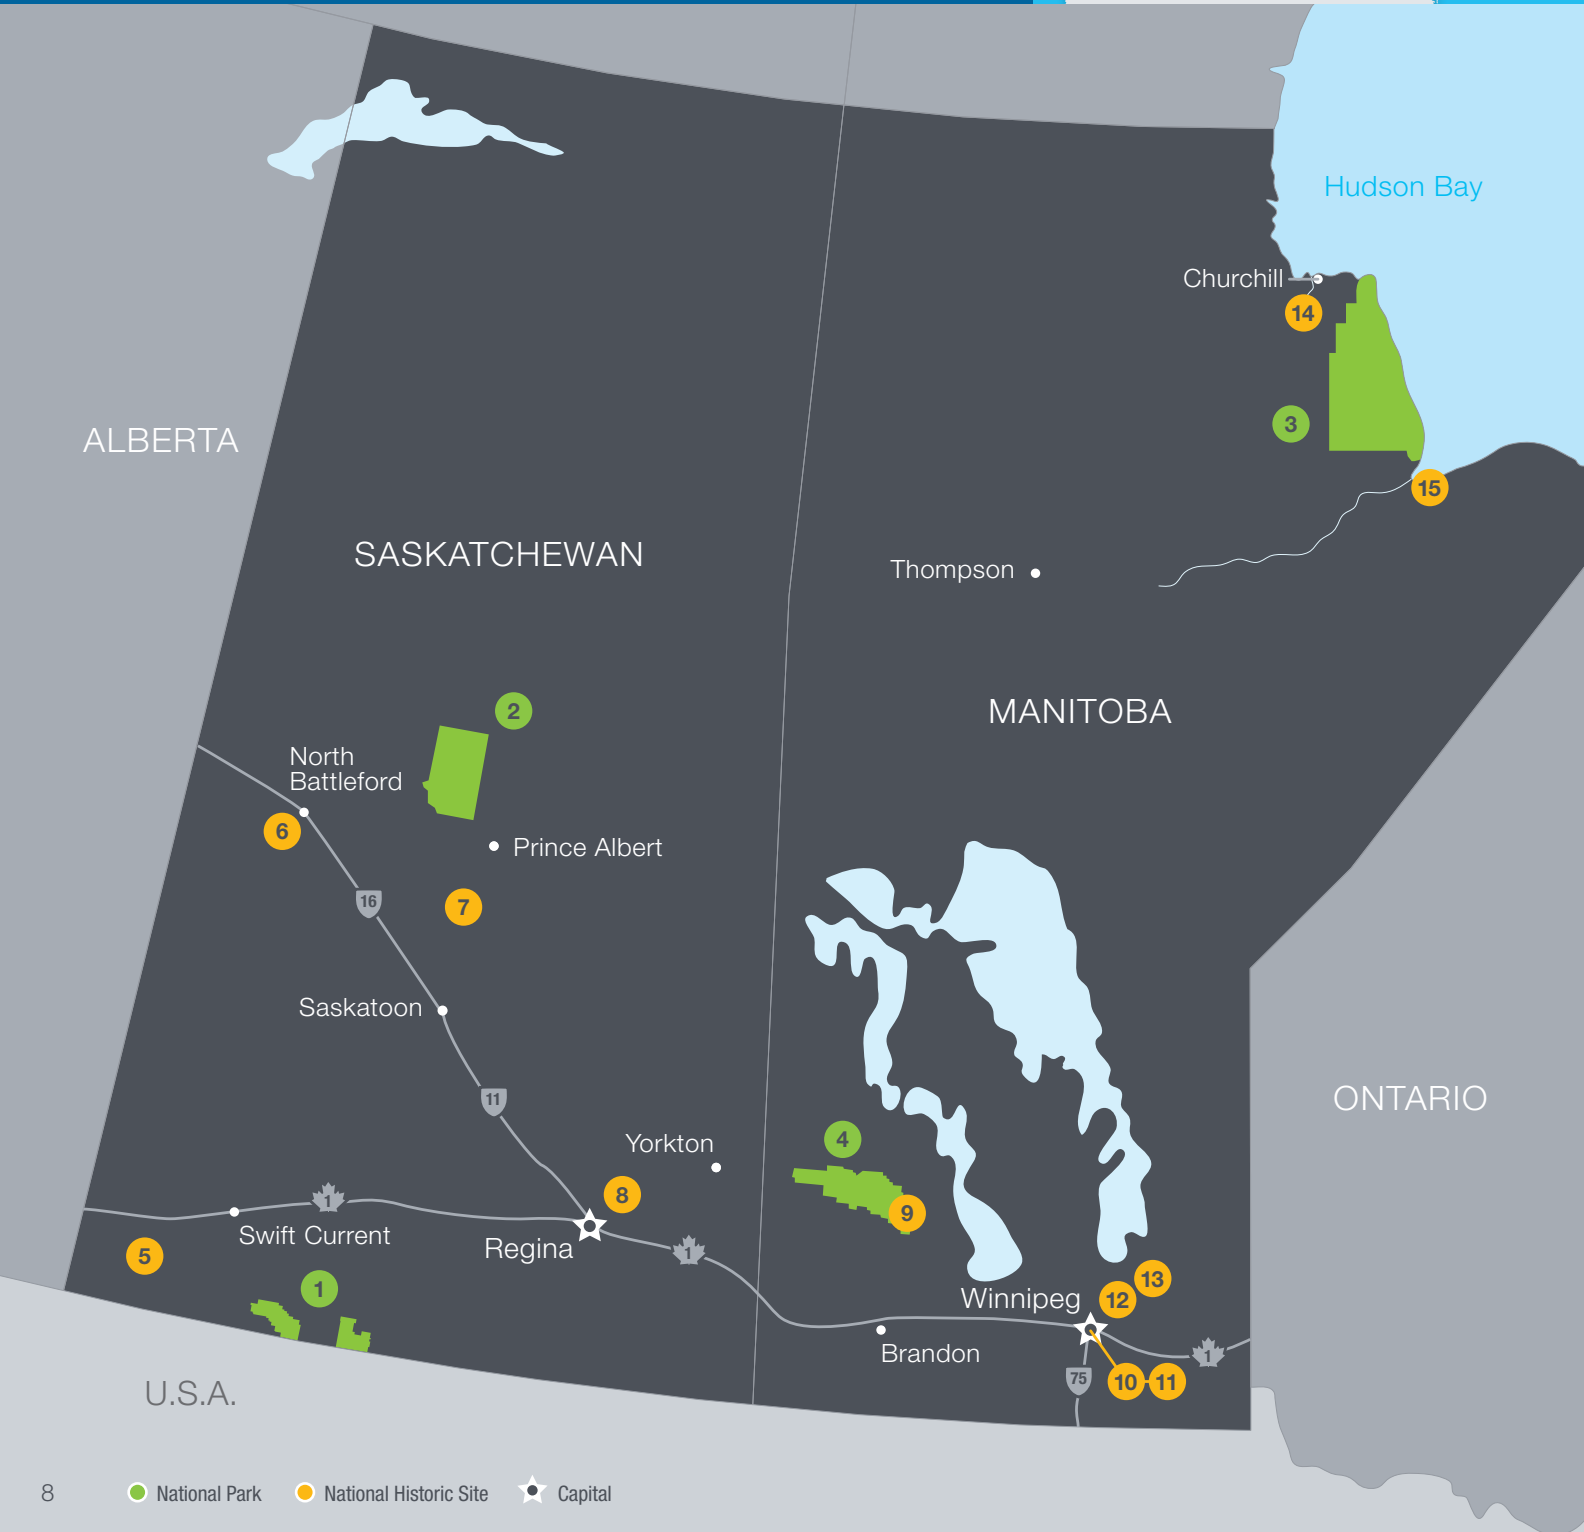 Hudson Bay
Churchill
14
ALBERTA
3
15
SASKATCHEWAN
Thompson
2
MANITOBA
North
Battleford
6
Prince Albert
16
7
Saskatoon
11
ONTARIO
4
Yorkton
8
1
9
Swift Current
Regina
1
5
1
13
12
Winnipeg
Brandon
1
75
10
11
U.S.A.
8
National Park
National Historic Site
Capital